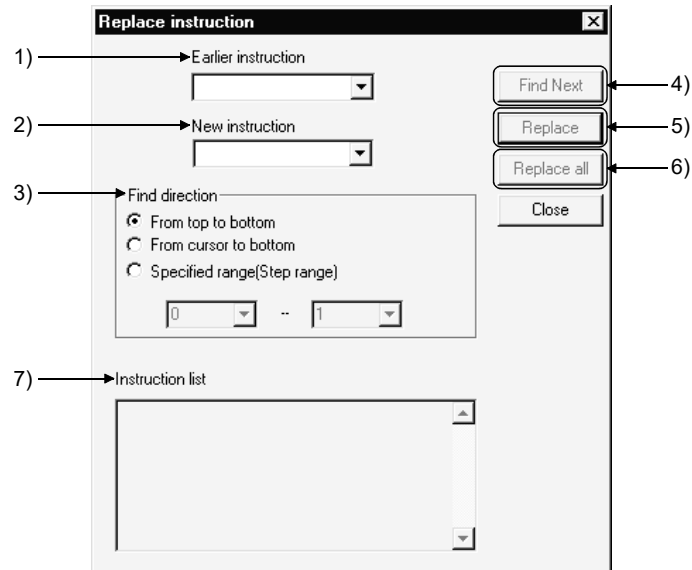 Replace instruction
1) Earlier instruction
Find Next 4)
2) New instruction
Replace 5)
Replace all 6)
3) Find direction
Close
From top to bottom
From cursor to bottom
Specified range(Step range)
0 -- 1
7) Instruction list